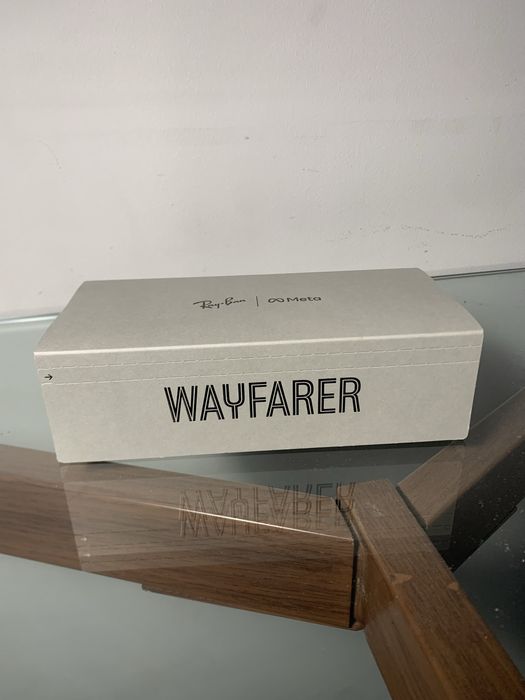 Ray-Ban | ∞ Meta
→
WAYFARER